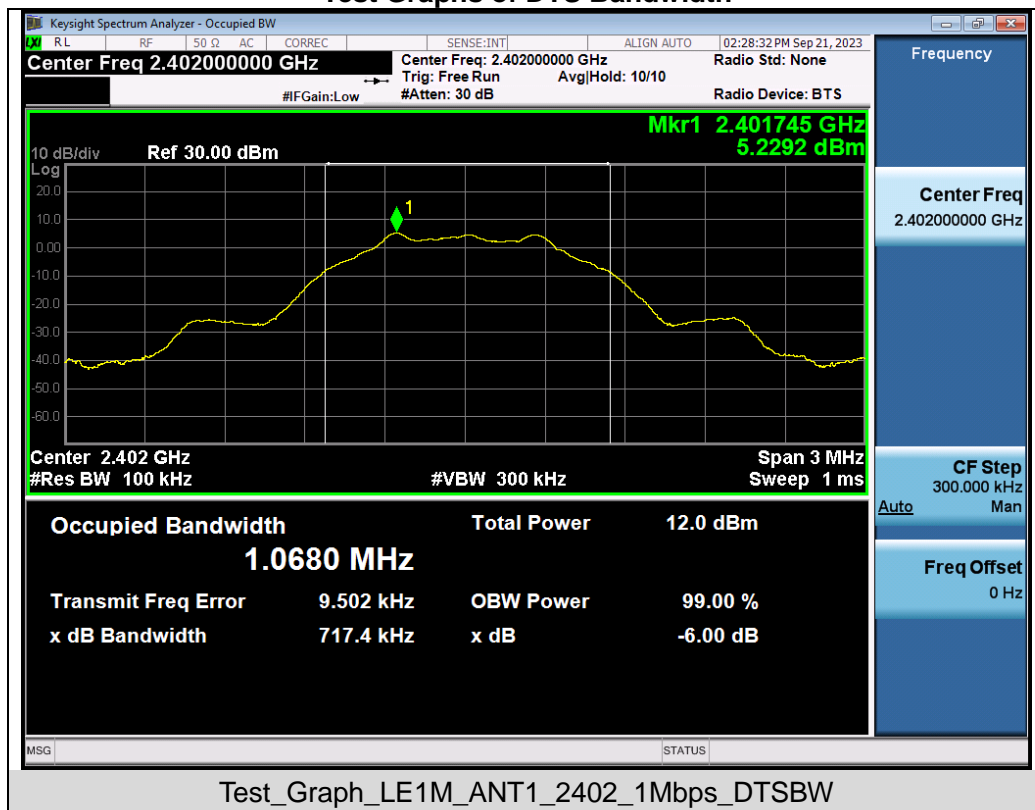 Test Graphs of DTS Bandwidth
Keysight Spectrum Analyzer - Occupied BW
LXI RL RF 50 Ω AC CORREC SENSE:INT ALIGN AUTO 02:28:32 PM Sep 21, 2023
Center Freq 2.402000000 GHz
Center Freq: 2.402000000 GHz
Radio Std: None
Trig: Free Run Avg|Hold: 10/10
#IFGain:Low
#Atten: 30 dB
Radio Device: BTS
Mkr1 2.401745 GHz
5.2292 dBm
10 dB/div Ref 30.00 dBm
Log
20.0
10.0
0.00
-10.0
-20.0
-30.0
-40.0
-50.0
-60.0
1
Center 2.402 GHz
Span 3 MHz
#Res BW 100 kHz
#VBW 300 kHz
Sweep 1 ms
Occupied Bandwidth
Total Power 12.0 dBm
1.0680 MHz
Transmit Freq Error 9.502 kHz
OBW Power 99.00 %
x dB Bandwidth 717.4 kHz
x dB -6.00 dB
Frequency
Center Freq
2.402000000 GHz
CF Step
300.000 kHz
Auto Man
Freq Offset
0 Hz
MSG
STATUS
Test_Graph_LE1M_ANT1_2402_1Mbps_DTSBW